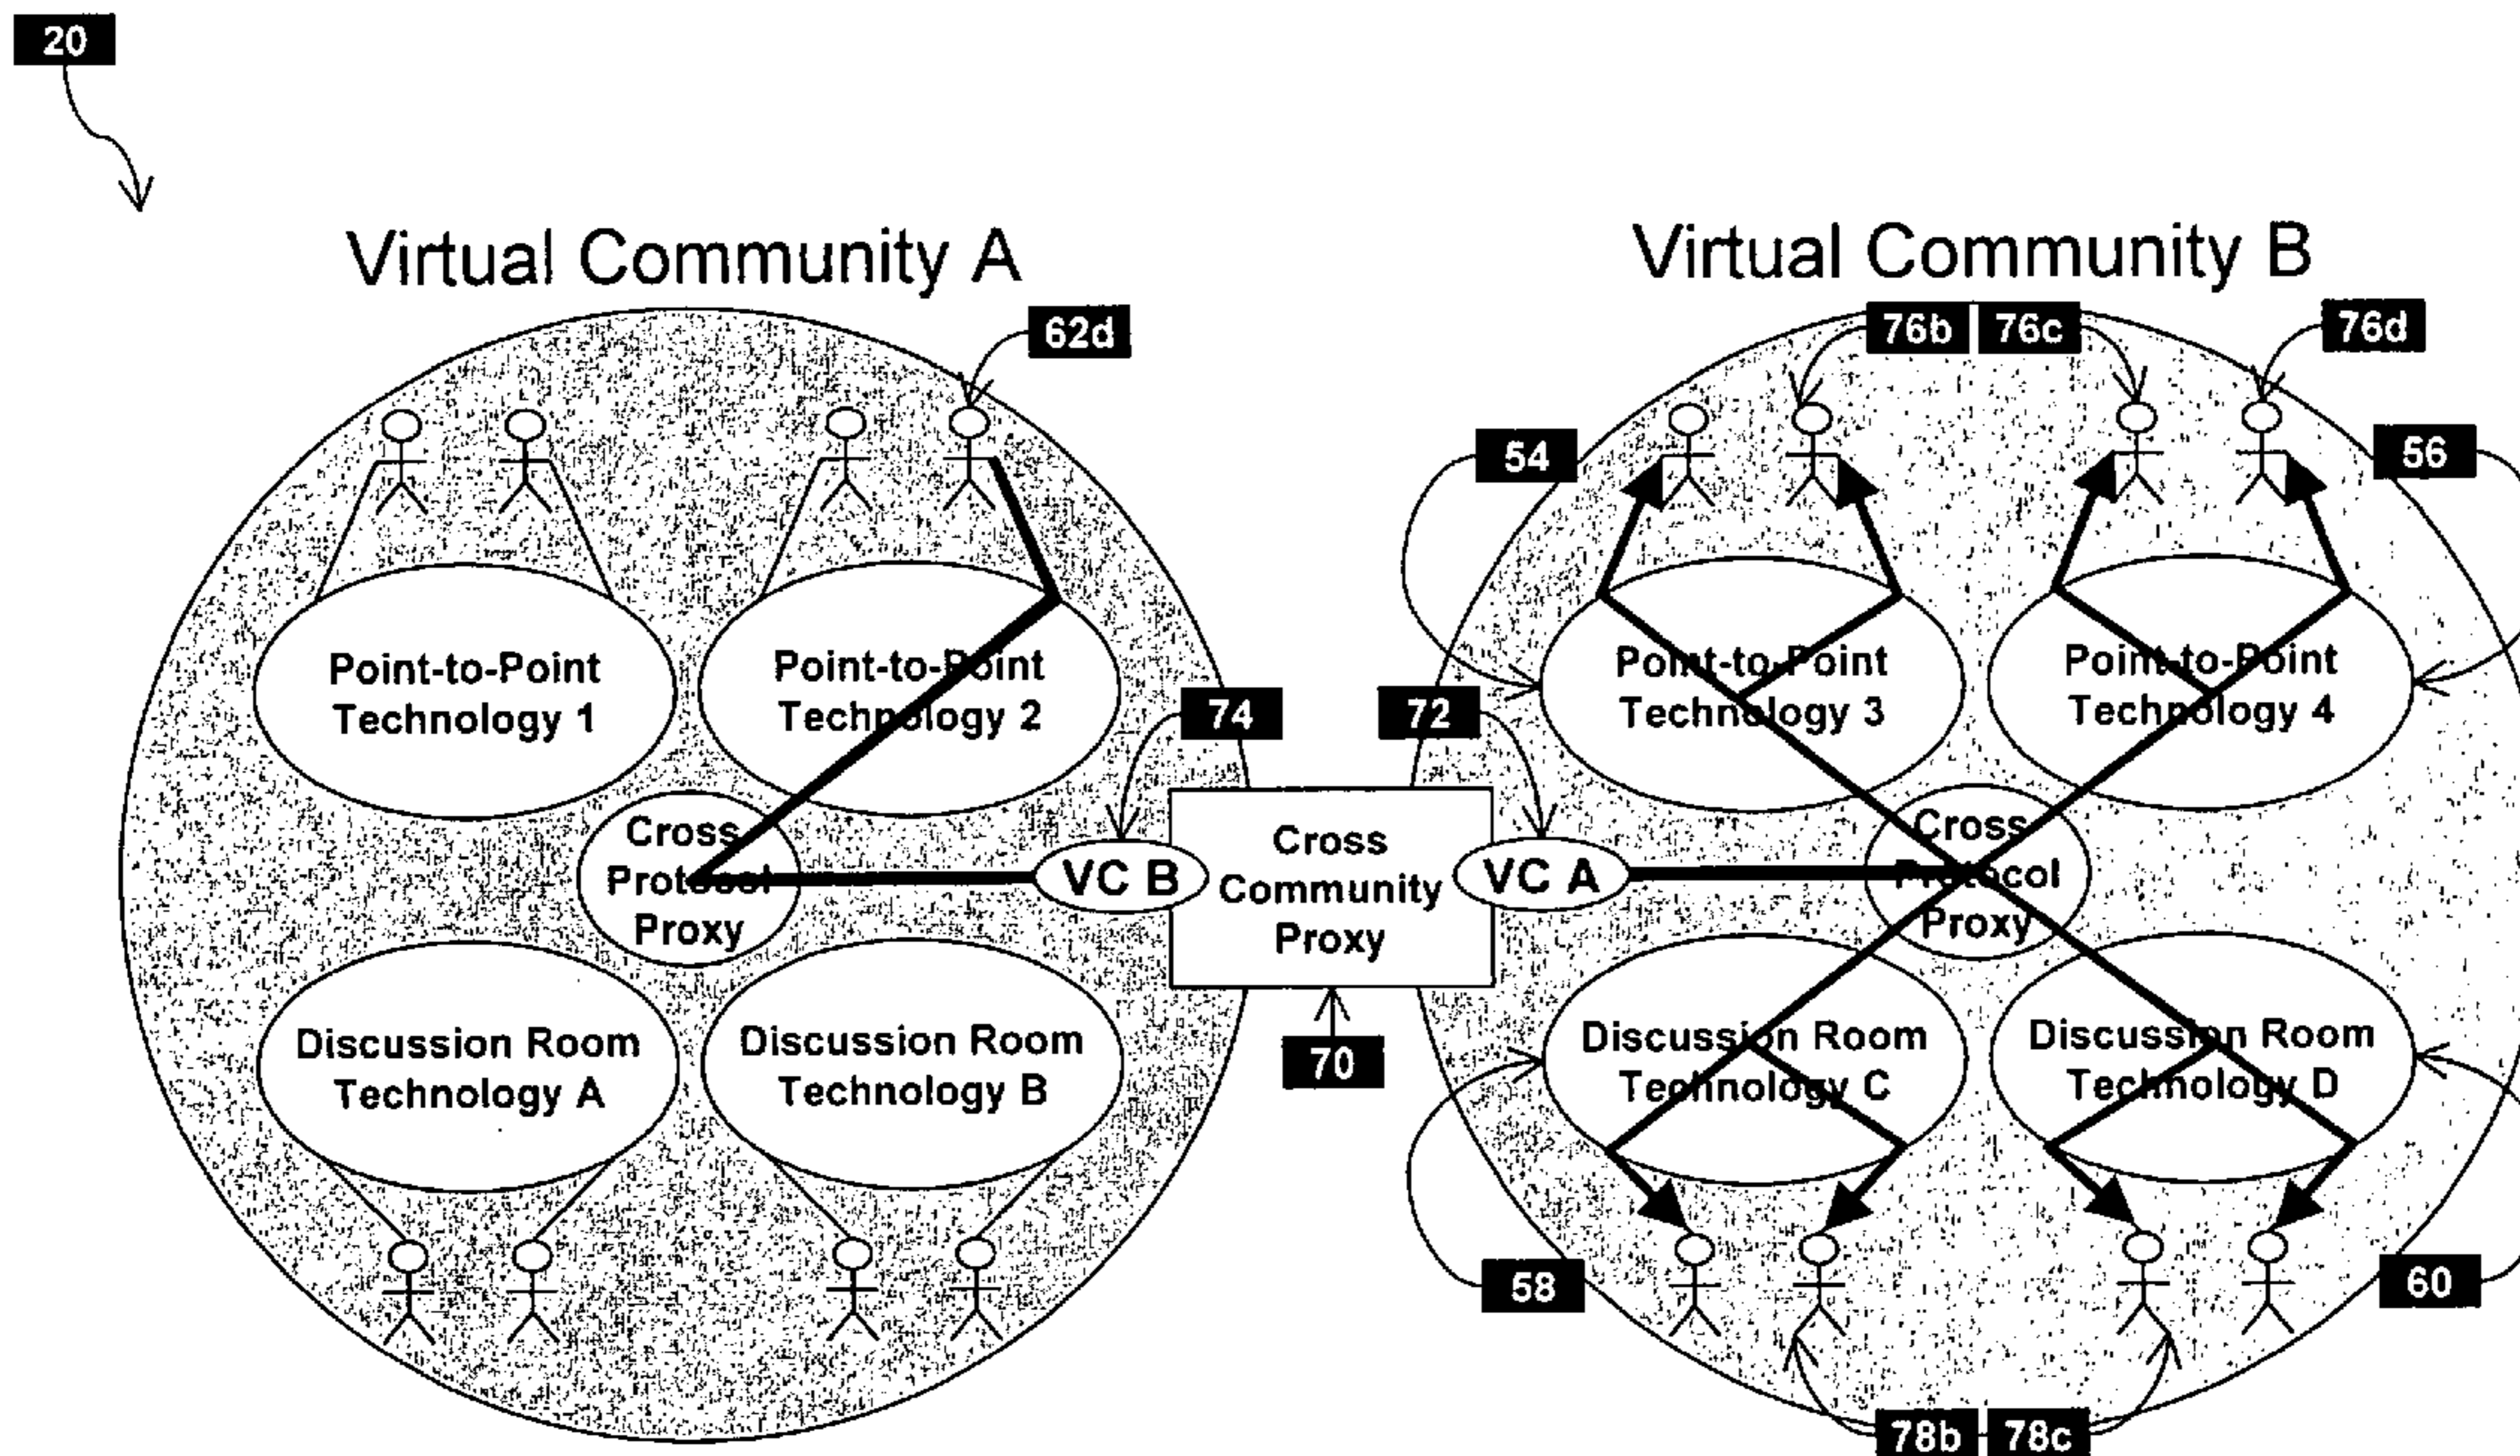 20
Virtual Community A
Virtual Community B
62d
76b
76c
76d
54
56
Point-to-Point
Technology 1
Point-to-Point
Technology 2
Point-to-Point
Technology 3
Point-to-Point
Technology 4
74
72
Cross
Protocol
Proxy
VC B
Cross
Community
Proxy
VC A
Cross
Protocol
Proxy
Discussion Room
Technology A
Discussion Room
Technology B
70
Discussion Room
Technology C
Discussion Room
Technology D
58
60
78b
78c